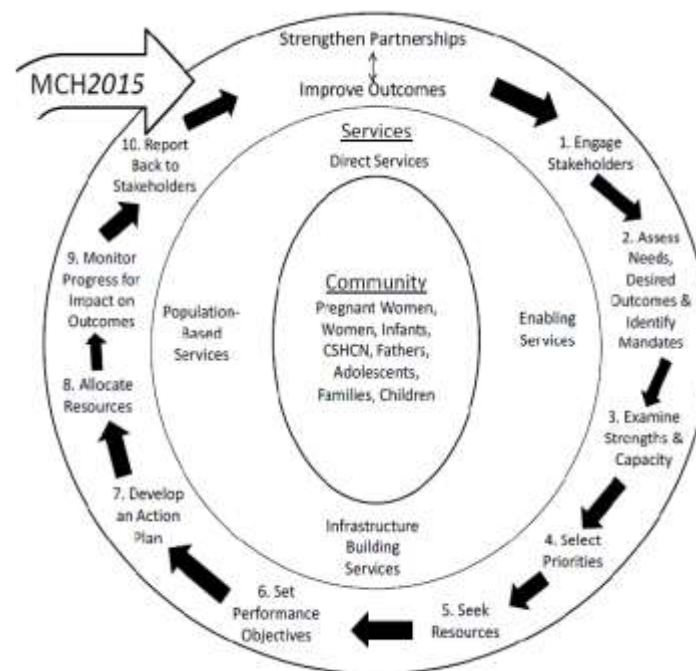 MCH2015
Strengthen Partnerships
Improve Outcomes
1. Engage
Stakeholders
2. Assess
Needs,
Desired
Outcomes &
Identify
Mandates
3. Examine
Strengths &
Capacity
4. Select
Priorities
5. Seek
Resources
6. Set
Performance
Objectives
7. Develop
an Action
Plan
8. Allocate
Resources
9. Monitor
Progress for
Impact on
Outcomes
10. Report
Back to
Stakeholders
Services
Direct Services
Enabling
Services
Infrastructure
Building
Services
Population-
Based
Services
Community
Pregnant Women,
Women, Infants,
CSHCN, Fathers,
Adolescents,
Families, Children